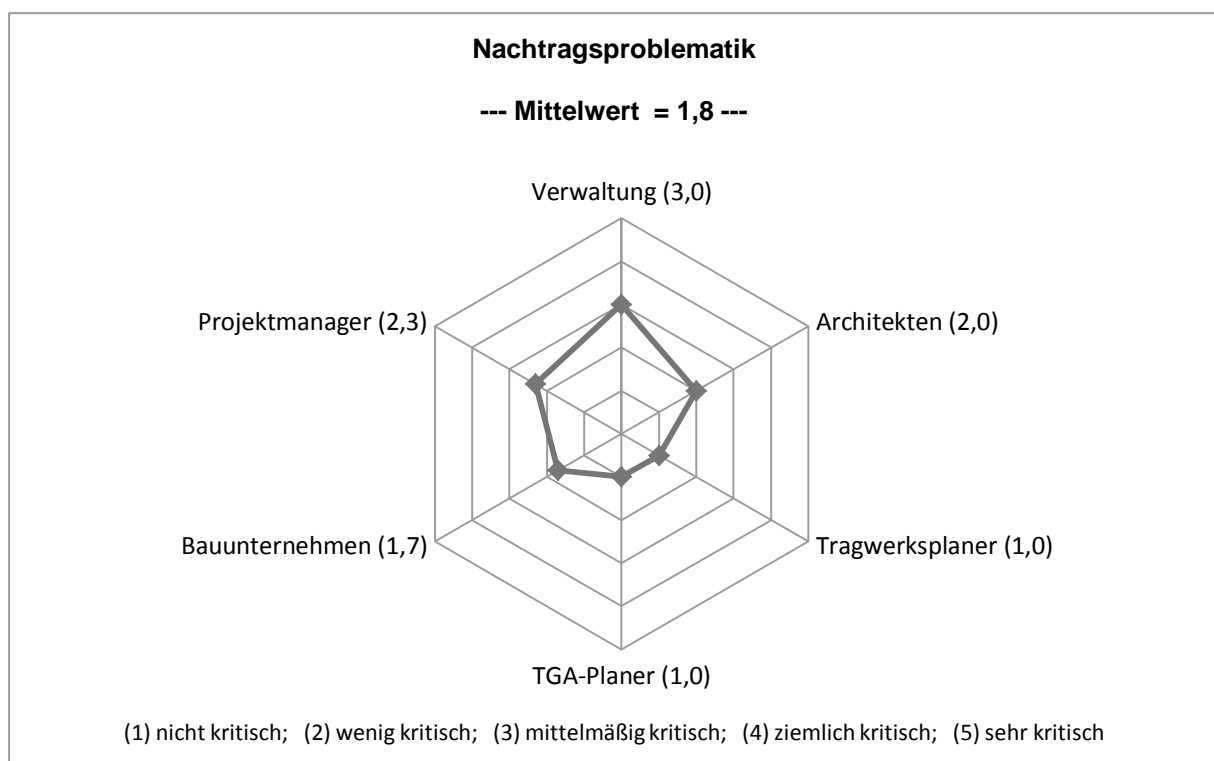 Nachtragsproblematik
--- Mittelwert = 1,8 ---
Verwaltung (3,0)
Projektmanager (2,3)
Architekten (2,0)
Bauunternehmen (1,7)
Tragwerksplaner (1,0)
TGA-Planer (1,0)
(1) nicht kritisch; (2) wenig kritisch; (3) mittelmäßig kritisch; (4) ziemlich kritisch; (5) sehr kritisch